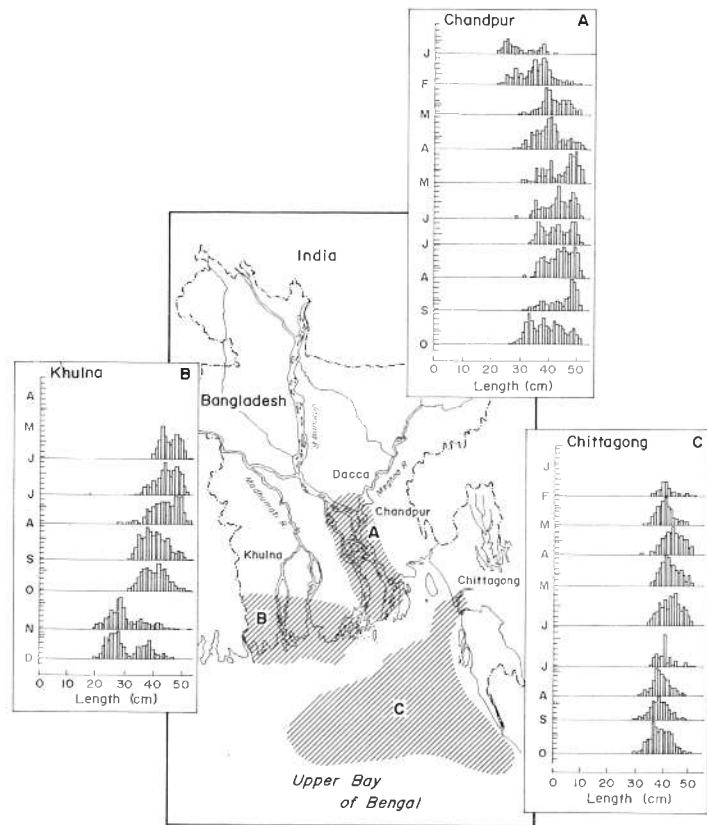 Chandpur A
J
F
M
A
M
J
J
A
S
O
0 10 20 30 40 50
Length (cm)
Khulna B
A
M
J
J
A
S
O
N
D
0 10 20 30 40 50
Length (cm)
Chittagong C
J
F
M
A
M
J
J
A
S
O
0 10 20 30 40 50
Length (cm)
India
Bangladesh
Dacca
Meghna R.
Chandpur
A
Khulna
Chittagong
B
C
Upper Bay
of Bengal